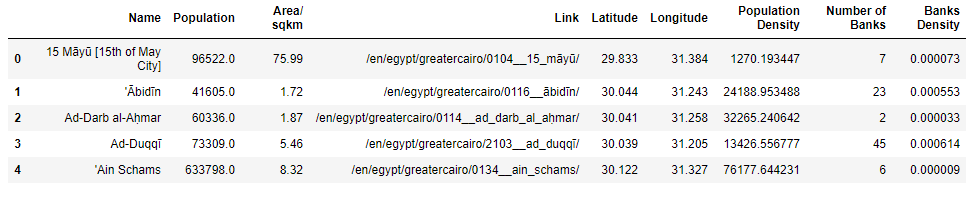 Name Population Area/ sqkm Link Latitude Longitude Population Density Number of Banks Banks Density
0 15 Māyū [15th of May City] 96522.0 75.99 /en/egypt/greatercairo/0104__15_māyū/ 29.833 31.384 1270.193447 7 0.000073
1 'Ābidīn 41605.0 1.72 /en/egypt/greatercairo/0116__ābidīn/ 30.044 31.243 24188.953488 23 0.000553
2 Ad-Darb al-Aḥmar 60336.0 1.87 /en/egypt/greatercairo/0114__ad_darb_al_aḥmar/ 30.041 31.258 32265.240642 2 0.000033
3 Ad-Duqqī 73309.0 5.46 /en/egypt/greatercairo/2103__ad_duqqī/ 30.039 31.205 13426.556777 45 0.000614
4 'Ain Schams 633798.0 8.32 /en/egypt/greatercairo/0134__ain_schams/ 30.122 31.327 76177.644231 6 0.000009